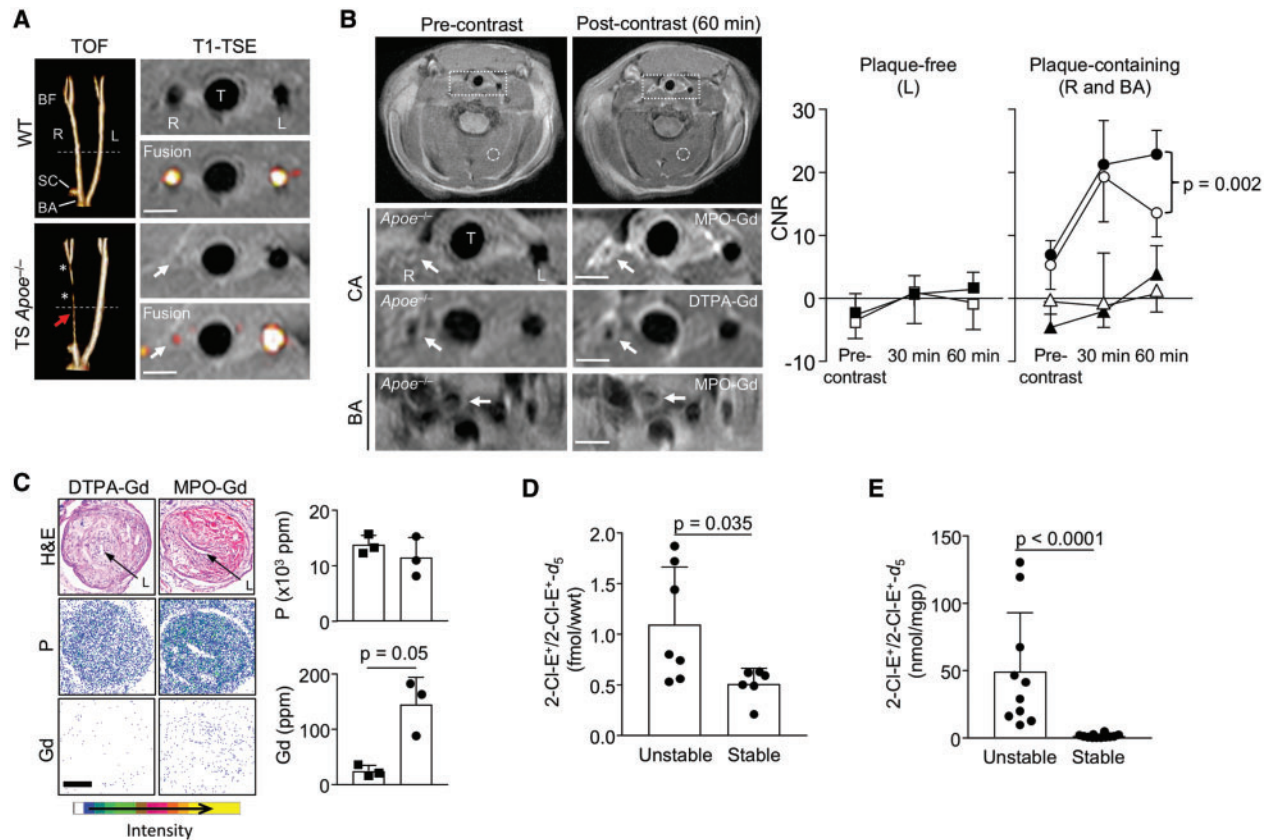 A
TOF
T1-TSE
WT
BF
R
L
SC
BA
T
R
L
Fusion
TS Apoe⁻/⁻
*
*
Fusion
B
Pre-contrast
Post-contrast (60 min)
CA
Apoe⁻/⁻
T
R
L
MPO-Gd
Apoe⁻/⁻
DTPA-Gd
BA
Apoe⁻/⁻
MPO-Gd
Plaque-free
(L)
Plaque-containing
(R and BA)
CNR
30
20
10
0
-10
p = 0.002
Pre-
contrast
30 min
60 min
Pre-
contrast
30 min
60 min
C
DTPA-Gd
MPO-Gd
H&E
L
L
P
Gd
Intensity
P (x10³ ppm)
20
10
0
Gd (ppm)
200
100
0
p = 0.05
D
2-Cl-E⁺/2-Cl-E⁺-d₅
(fmol/wwt)
2.0
1.5
1.0
0.5
0.0
p = 0.035
Unstable
Stable
E
2-Cl-E⁺/2-Cl-E⁺-d₅
(nmol/mgp)
150
100
50
0
p < 0.0001
Unstable
Stable